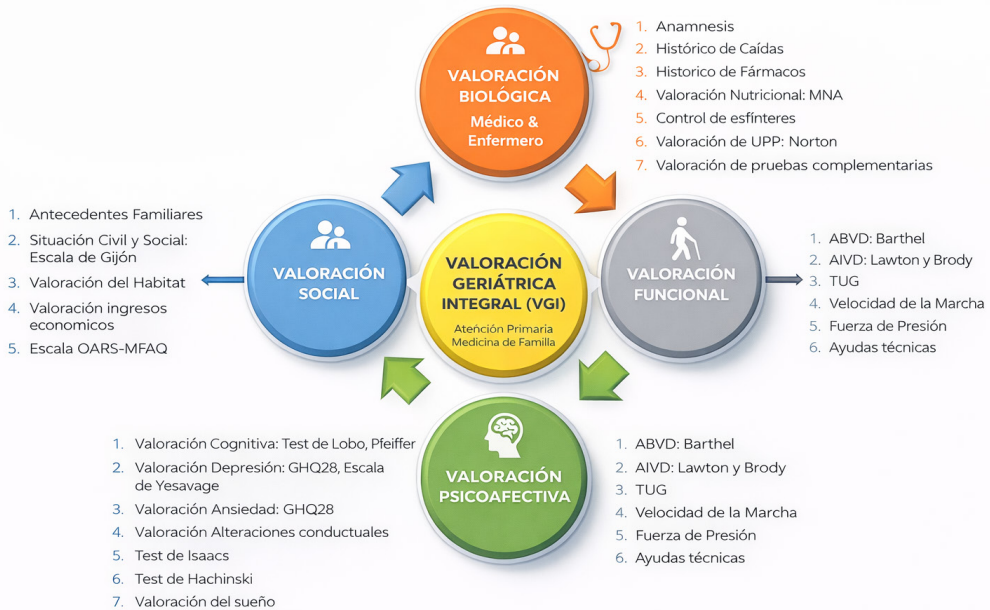 VALORACIÓN
BIOLÓGICA
Médico &
Enfermero
1. Anamnesis
2. Histórico de Caídas
3. Historico de Fármacos
4. Valoración Nutricional: MNA
5. Control de esfínteres
6. Valoración de UPP: Norton
7. Valoración de pruebas complementarias
1. Antecedentes Familiares
2. Situación Civil y Social:
Escala de Gijón
3. Valoración del Habitat
4. Valoración ingresos
economicos
5. Escala OARS-MFAQ
VALORACIÓN
SOCIAL
VALORACIÓN
GERIÁTRICA
INTEGRAL (VGI)
Atención Primaria
Medicina de Familla
VALORACIÓN
FUNCIONAL
1. ABVD: Barthel
2. AIVD: Lawton y Brody
3. TUG
4. Velocidad de la Marcha
5. Fuerza de Presión
6. Ayudas técnicas
1. Valoración Cognitiva: Test de Lobo, Pfeiffer
2. Valoración Depresión: GHQ28, Escala
de Yesavage
3. Valoración Ansiedad: GHQ28
4. Valoración Alteraciones conductuales
5. Test de Isaacs
6. Test de Hachinski
7. Valoración del sueño
VALORACIÓN
PSICOAFECTIVA
1. ABVD: Barthel
2. AIVD: Lawton y Brody
3. TUG
4. Velocidad de la Marcha
5. Fuerza de Presión
6. Ayudas técnicas